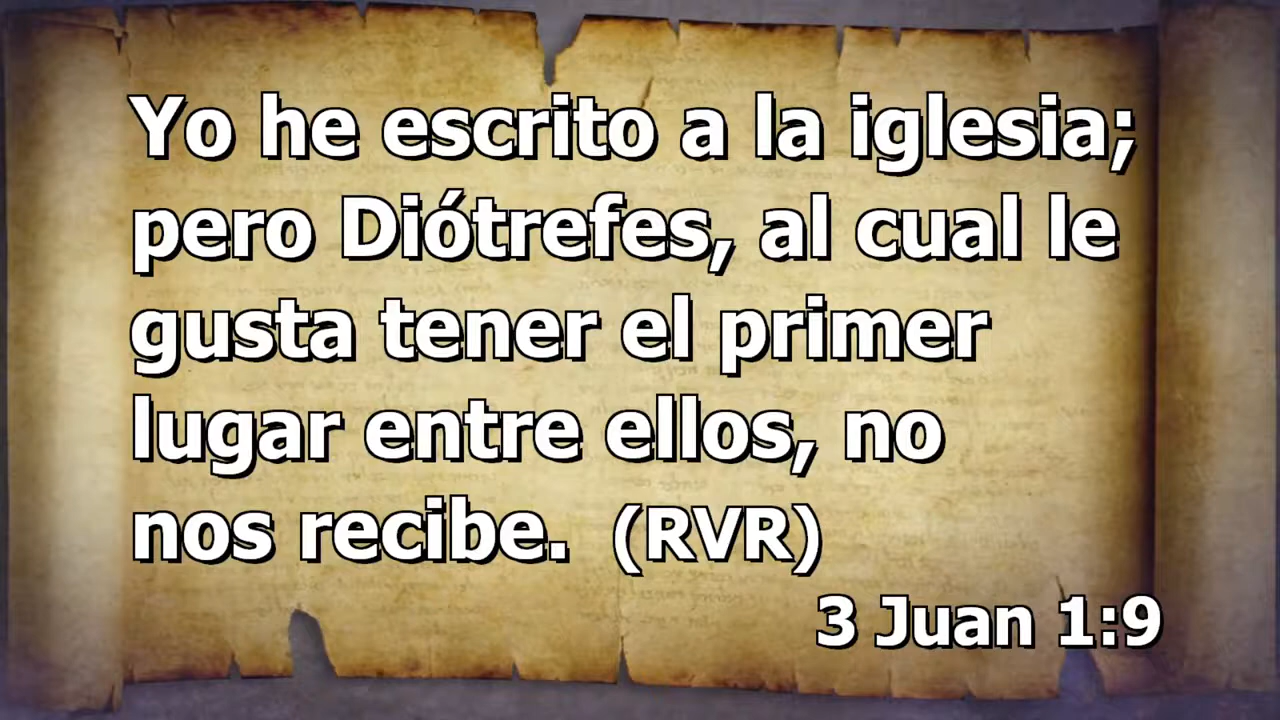 Yo he escrito a la iglesia;
pero Diótrefes, al cual le
gusta tener el primer
lugar entre ellos, no
nos recibe. (RVR)
3 Juan 1:9